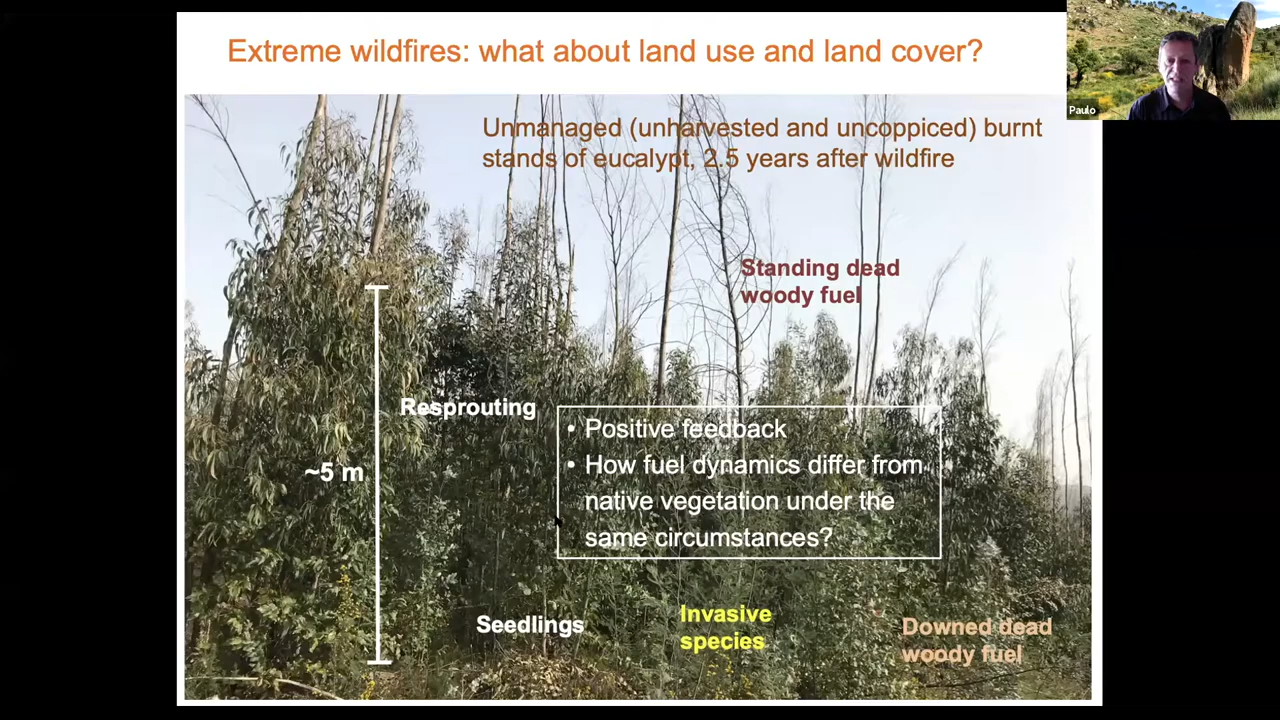 Extreme wildfires: what about land use and land cover?
Paulo
Unmanaged (unharvested and uncoppiced) burnt
stands of eucalypt, 2.5 years after wildfire
Standing dead
woody fuel
Resprouting
• Positive feedback
• How fuel dynamics differ from
native vegetation under the
same circumstances?
~5 m
Seedlings
Invasive
species
Downed dead
woody fuel